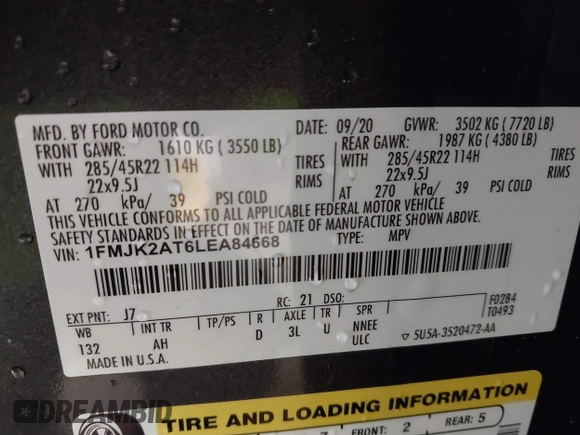 MFD. BY FORD MOTOR CO.
DATE: 09/20 GVWR: 3502 KG ( 7720 LB)
FRONT GAWR: 1610 KG ( 3550 LB)
REAR GAWR: 1987 KG ( 4380 LB)
WITH 285/45R22 114H TIRES
WITH 285/45R22 114H TIRES
22x9.5J RIMS
22x9.5J RIMS
AT 270 kPa/ 39 PSI COLD
AT 270 kPa/ 39 PSI COLD
THIS VEHICLE CONFORMS TO ALL APPLICABLE FEDERAL MOTOR VEHICLE
SAFETY STANDARDS IN EFFECT ON THE DATE OF MANUFACTURE SHOWN ABOVE.
VIN: 1FMJK2AT6LEA84568
TYPE: MPV
EXT PNT: J7 RC: 21 DSO:
F0284
T0493
WB INT TR TP/PS R AXLE TR SPR
132 AH D 3L U NNEE
ULC
5U5A-3520472-AA
MADE IN U.S.A.
TIRE AND LOADING INFORMATION
FRONT: 2 REAR: 5
DREAMBID